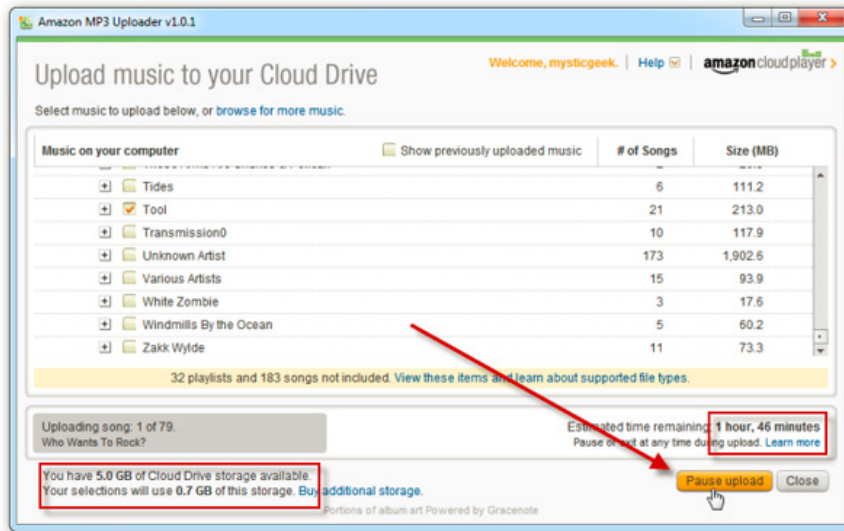 Amazon MP3 Uploader v1.0.1
Welcome, mysticgeek. | Help | amazon cloud player >
Upload music to your Cloud Drive
Select music to upload below, or browse for more music.
Music on your computer Show previously uploaded music # of Songs Size (MB)
Tides 6 111.2
Tool 21 213.0
Transmission0 10 117.9
Unknown Artist 173 1,902.6
Various Artists 15 93.9
White Zombie 3 17.6
Windmills By the Ocean 5 60.2
Zakk Wylde 11 73.3
32 playlists and 183 songs not included. View these items and learn about supported file types.
Uploading song: 1 of 79. Estimated time remaining: 1 hour, 46 minutes
Who Wants To Rock? Pause or exit at any time during upload. Learn more
You have 5.0 GB of Cloud Drive storage available. Pause upload Close
Your selections will use 0.7 GB of this storage. Buy additional storage.
Portions of album art Powered by Gracenote